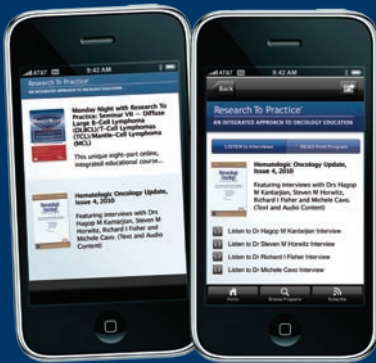 AT&T 9:42 AM
Research To Practice®
AN INTEGRATED APPROACH TO ONCOLOGY EDUCATION
Monday Night with Research To
Practice: Seminar VII — Diffuse
Large B-Cell Lymphoma
(DLBCL)/T-Cell Lymphomas
(TCL)/Mantle-Cell Lymphoma
(MCL)
This unique eight-part online,
integrated educational course...
Hematologic Oncology Update,
Issue 4, 2010
Featuring interviews with Drs
Hagop M Kantarjian, Steven M
Horwitz, Richard I Fisher and
Michele Cavo. (Text and Audio
Content)
AT&T 9:42 AM
Back
Research To Practice®
AN INTEGRATED APPROACH TO ONCOLOGY EDUCATION
LISTEN to Interviews
READ Print Program
Hematologic Oncology Update,
Issue 4, 2010
Featuring interviews with Drs Hagop
M Kantarjian, Steven M Horwitz,
Richard I Fisher and Michele Cavo.
(Text and Audio Content)
Listen to Dr Hagop M Kantarjian Interview
Listen to Dr Steven M Horwitz Interview
Listen to Dr Richard I Fisher Interview
Listen to Dr Michele Cavo Interview
Home
Browse Programs
Subscribe